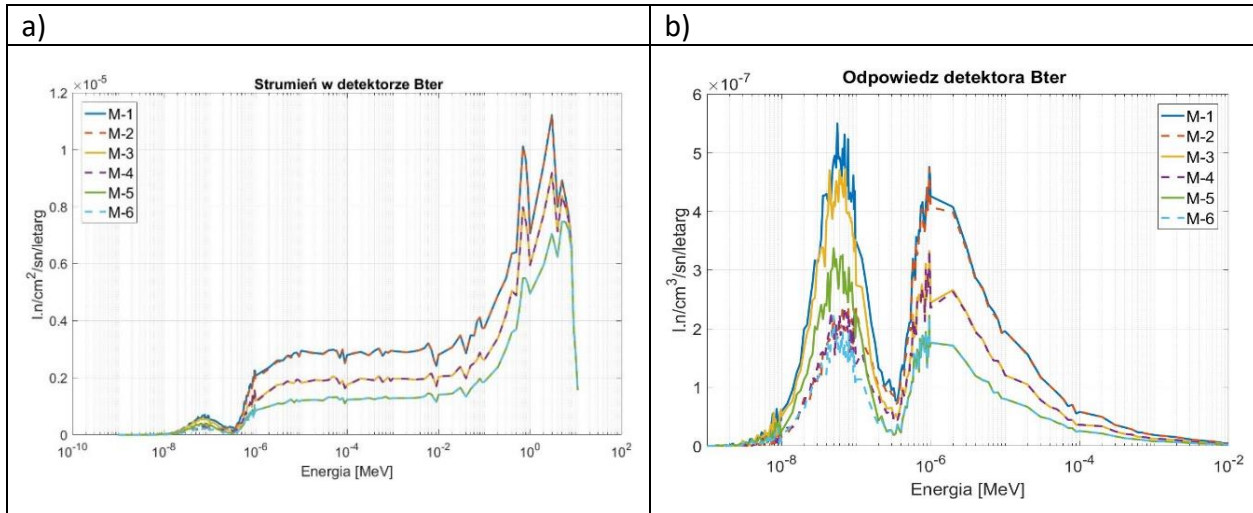 a)
b)
Strumień w detektorze Bter
×10⁻⁵
1.2
1
0.8
0.6
0.4
0.2
0
l.n/cm²/sn/letarg
M-1
M-2
M-3
M-4
M-5
M-6
10⁻¹⁰
10⁻⁸
10⁻⁶
10⁻⁴
10⁻²
10⁰
10²
Energia [MeV]
Odpowiedz detektora Bter
×10⁻⁷
6
5
4
3
2
1
0
l.n/cm³/sn/letarg
M-1
M-2
M-3
M-4
M-5
M-6
10⁻⁸
10⁻⁶
10⁻⁴
10⁻²
Energia [MeV]